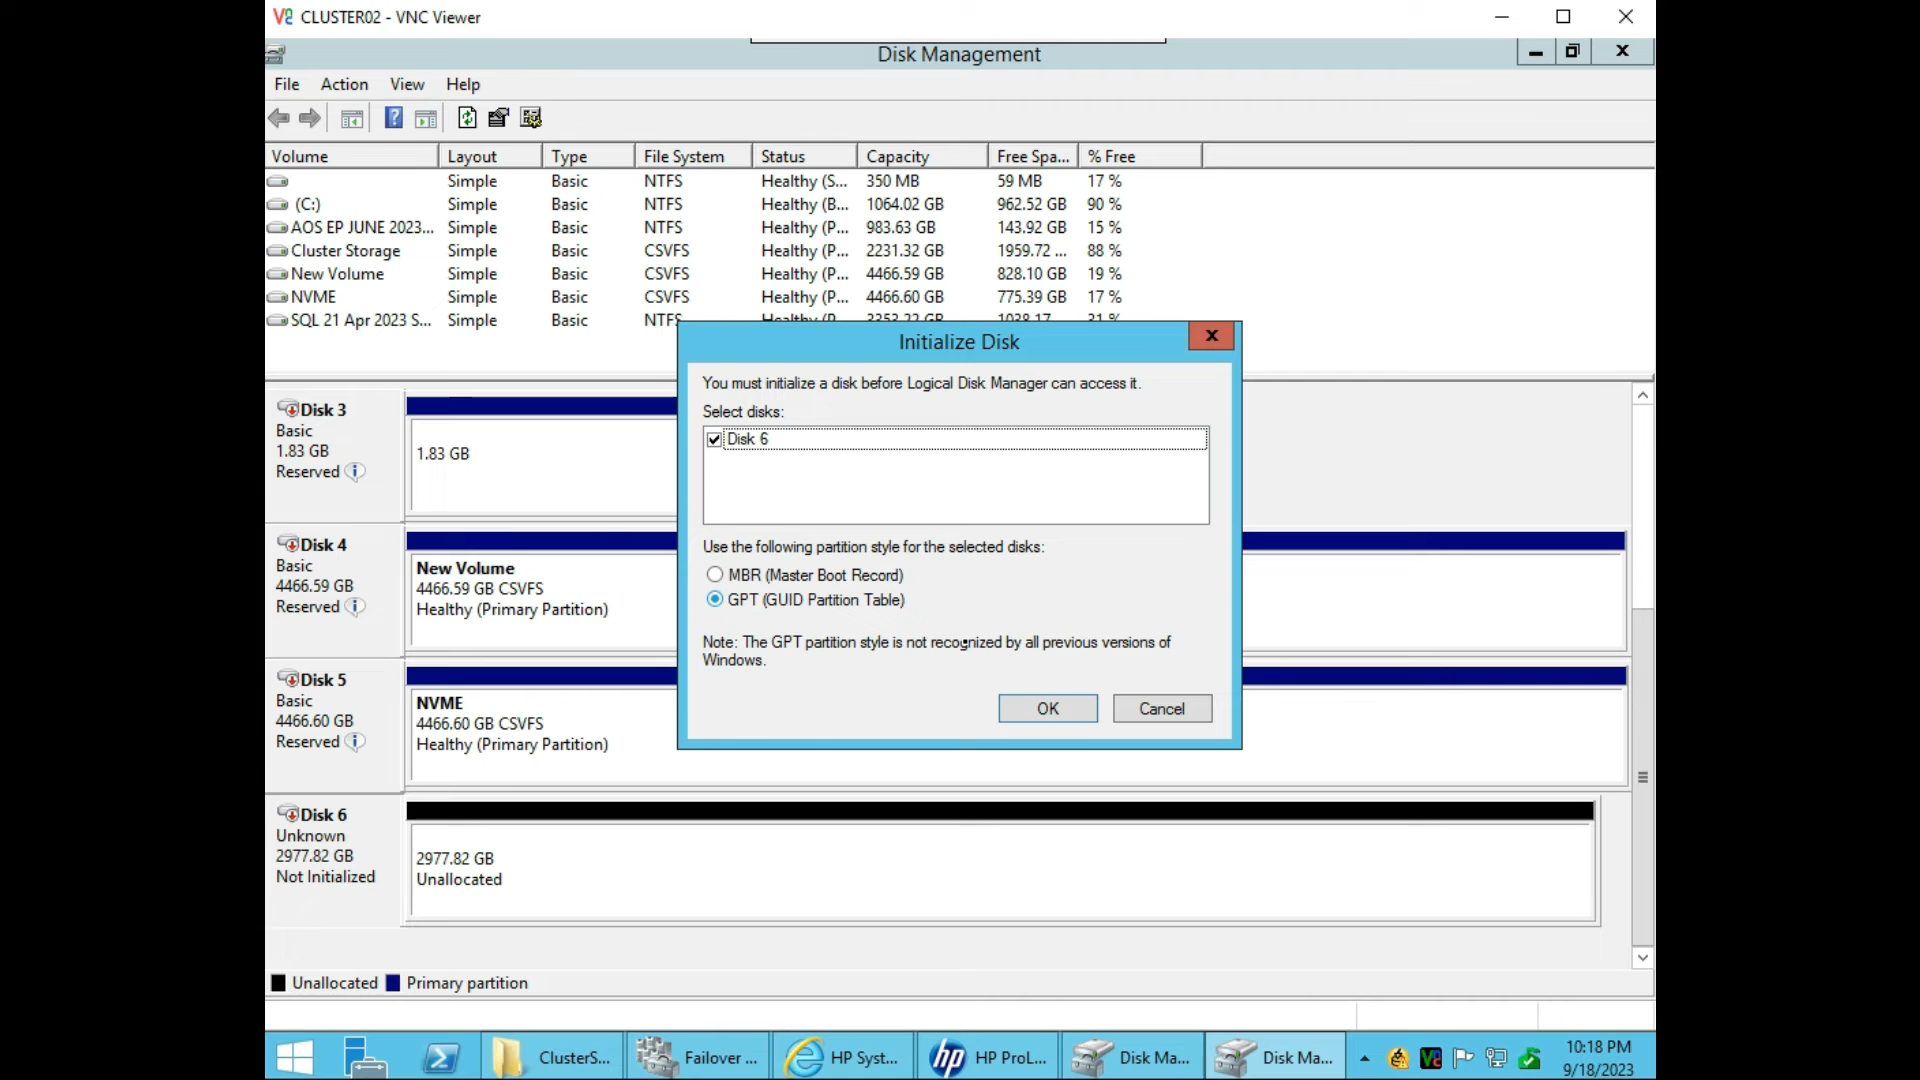 CLUSTER02 - VNC Viewer
Disk Management
File Action View Help
Volume Layout Type File System Status Capacity Free Spa... % Free
Simple Basic NTFS Healthy (S... 350 MB 59 MB 17 %
(C:) Simple Basic NTFS Healthy (B... 1064.02 GB 962.52 GB 90 %
AOS EP JUNE 2023... Simple Basic NTFS Healthy (P... 983.63 GB 143.92 GB 15 %
Cluster Storage Simple Basic CSVFS Healthy (P... 2231.32 GB 1959.72 ... 88 %
New Volume Simple Basic CSVFS Healthy (P... 4466.59 GB 828.10 GB 19 %
NVME Simple Basic CSVFS Healthy (P... 4466.60 GB 775.39 GB 17 %
SQL 21 Apr 2023 S... Simple Basic NTFS
Initialize Disk
You must initialize a disk before Logical Disk Manager can access it.
Select disks:
Disk 6
Use the following partition style for the selected disks:
MBR (Master Boot Record)
GPT (GUID Partition Table)
Note: The GPT partition style is not recognized by all previous versions of
Windows.
OK Cancel
Disk 3
Basic
1.83 GB
Reserved
1.83 GB
Disk 4
Basic
4466.59 GB
Reserved
New Volume
4466.59 GB CSVFS
Healthy (Primary Partition)
Disk 5
Basic
4466.60 GB
Reserved
NVME
4466.60 GB CSVFS
Healthy (Primary Partition)
Disk 6
Unknown
2977.82 GB
Not Initialized
2977.82 GB
Unallocated
Unallocated Primary partition
ClusterS... Failover ... HP Syst... HP ProL... Disk Ma... Disk Ma...
10:18 PM
9/18/2023